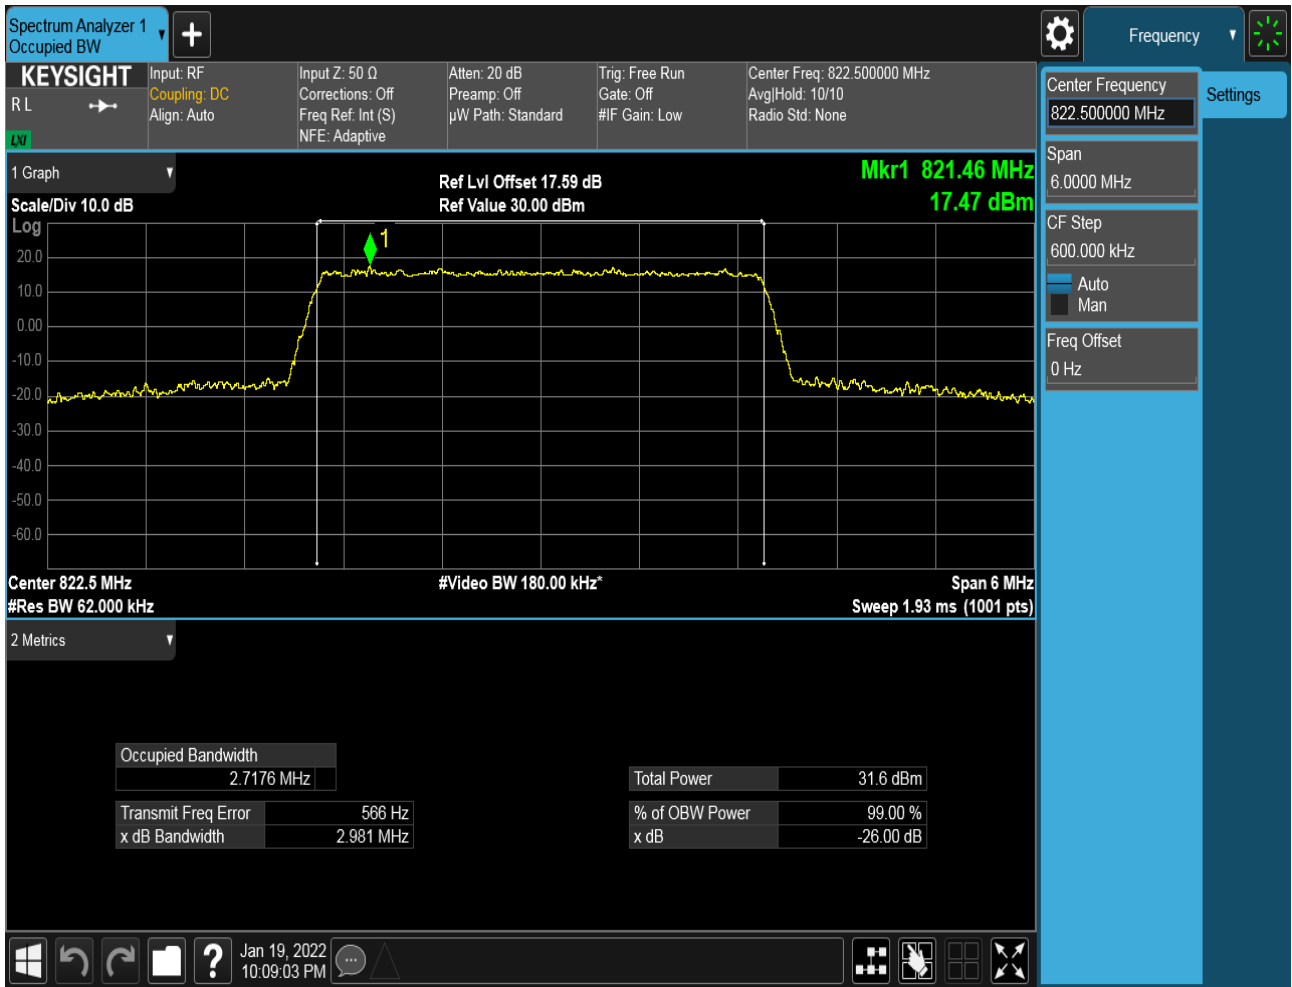 Spectrum Analyzer 1
Occupied BW
Frequency
KEYSIGHT
R L
LXI
Input: RF
Coupling: DC
Align: Auto
Input Z: 50 Ω
Corrections: Off
Freq Ref: Int (S)
NFE: Adaptive
Atten: 20 dB
Preamp: Off
µW Path: Standard
Trig: Free Run
Gate: Off
#IF Gain: Low
Center Freq: 822.500000 MHz
Avg|Hold: 10/10
Radio Std: None
Center Frequency
822.500000 MHz
Settings
Span
6.0000 MHz
CF Step
600.000 kHz
Auto
Man
Freq Offset
0 Hz
1 Graph
Scale/Div 10.0 dB
Ref Lvl Offset 17.59 dB
Ref Value 30.00 dBm
Mkr1 821.46 MHz
17.47 dBm
Log
1
20.0
10.0
0.00
-10.0
-20.0
-30.0
-40.0
-50.0
-60.0
Center 822.5 MHz
#Video BW 180.00 kHz*
Span 6 MHz
#Res BW 62.000 kHz
Sweep 1.93 ms (1001 pts)
2 Metrics
Occupied Bandwidth
2.7176 MHz
Total Power 31.6 dBm
Transmit Freq Error 566 Hz
% of OBW Power 99.00 %
x dB Bandwidth 2.981 MHz
x dB -26.00 dB
?
Jan 19, 2022
10:09:03 PM